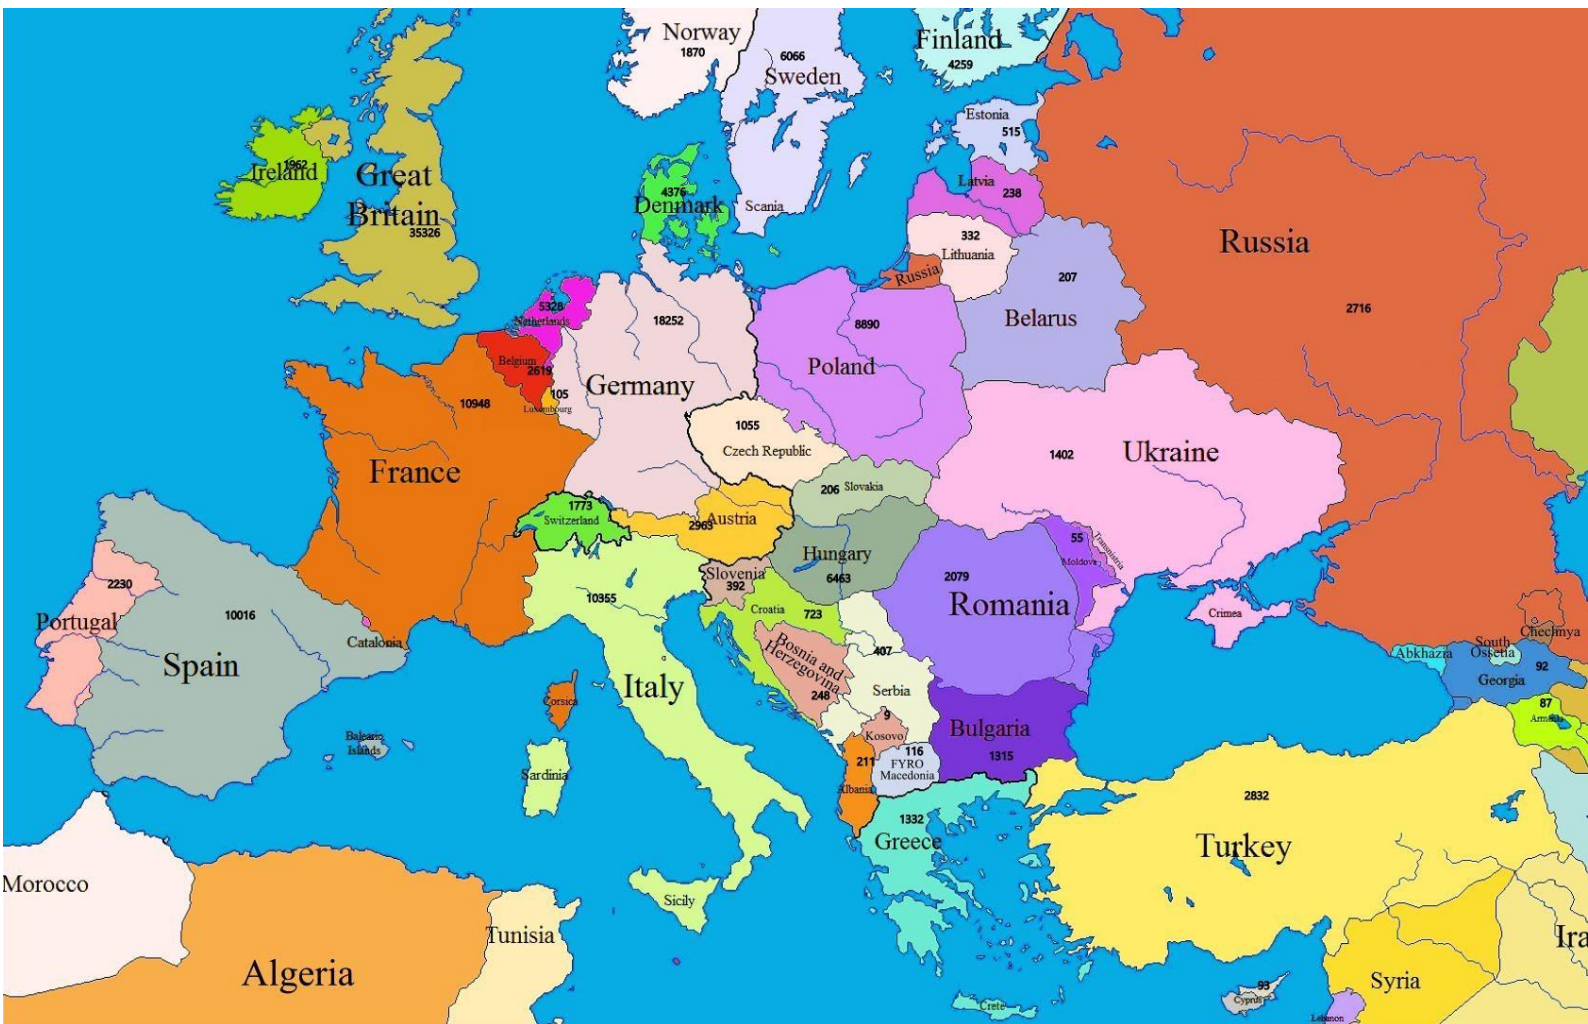 Norway
1870
6066
Sweden
Finland
4259
Estonia
515
1962
Ireland
Great
Britain
35326
4376
Denmark
Scania
Latvia
238
332
Lithuania
Russia
Russia
2716
207
Belarus
5328
Netherlands
18252
Germany
8890
Poland
Belgium
2619
105
Luxembourg
10948
France
1055
Czech Republic
1402
Ukraine
206
Slovakia
1773
Switzerland
2963
Austria
Hungary
6463
55
Moldova
Transnistria
2079
Romania
Slovenia
392
Croatia
723
2230
Portugal
10016
Spain
Catalonia
10355
Italy
Bosnia and
Herzegovina
248
407
Serbia
Crimea
Chechnya
South
Ossetia
Abkhazia
92
Georgia
87
Armenia
Corsica
Balearic
Islands
Sardinia
9
Kosovo
Bulgaria
1315
116
FYRO
Macedonia
211
Albania
1332
Greece
2832
Turkey
Morocco
Algeria
Tunisia
Sicily
Crete
93
Cyprus
Syria
Ira
Lebanon